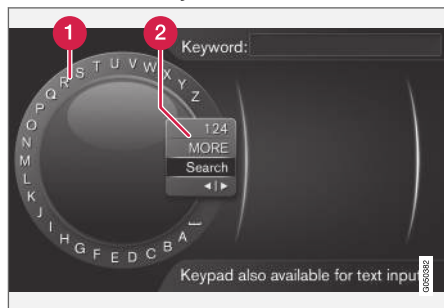 1
2
Keyword:
A B C D E F G H I J K L M N O P Q R S T U V W X Y Z
124
MORE
Search
◄|►
Keypad also available for text input
G050382